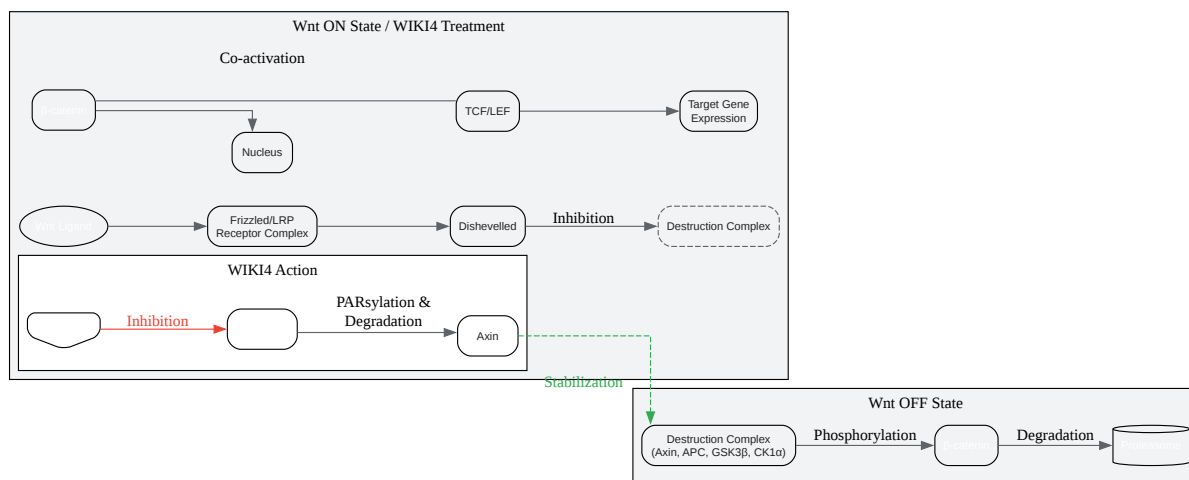 Wnt ON State / WIKI4 Treatment
Co-activation
β-catenin
TCF/LEF
Target Gene
Expression
Nucleus
Wnt Ligand
Frizzled/LRP
Receptor Complex
Dishevelled
Inhibition
Destruction Complex
WIKI4 Action
Inhibition
PARsylation &
Degradation
Axin
Stabilization
Wnt OFF State
Destruction Complex
(Axin, APC, GSK3β, CK1α)
Phosphorylation
β-catenin
Degradation
Proteasome